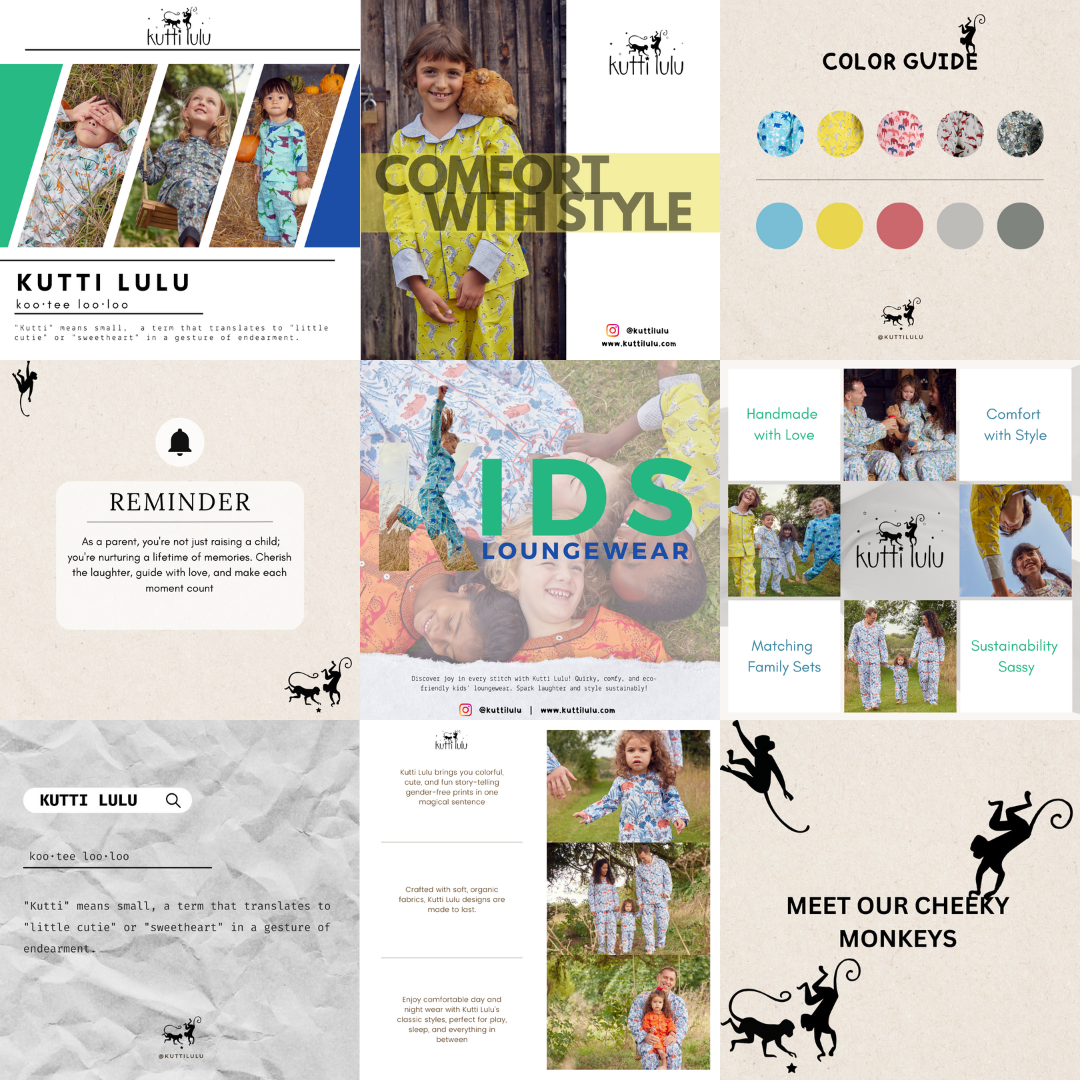 kutti lulu
KUTTI LULU
koo·tee loo·loo
"Kutti" means small,  a term that translates to "little
cutie" or "sweetheart" in a gesture of endearment.
kutti lulu
COMFORT
WITH STYLE
@kuttilulu
www.kuttilulu.com
COLOR GUIDE
@KUTTILULU
REMINDER
As a parent, you're not just raising a child;
you're nurturing a lifetime of memories. Cherish
the laughter, guide with love, and make each
moment count
KIDS
LOUNGEWEAR
Discover joy in every stitch with Kutti Lulu! Quirky, comfy, and eco-
friendly kids' loungewear. Spark laughter and style sustainably!
@kuttilulu | www.kuttilulu.com
Handmade
with Love
Comfort
with Style
kutti lulu
Matching
Family Sets
Sustainability
Sassy
KUTTI LULU
koo·tee loo·loo
"Kutti" means small, a term that translates to
"little cutie" or "sweetheart" in a gesture of
endearment.
@KUTTILULU
kutti lulu
Kutti Lulu brings you colorful,
cute, and fun story-telling
gender-free prints in one
magical sentence
Crafted with soft, organic
fabrics, Kutti Lulu designs are
made to last.
Enjoy comfortable day and
night wear with Kutti Lulu's
classic styles, perfect for play,
sleep, and everything in
between
MEET OUR CHEEKY
MONKEYS